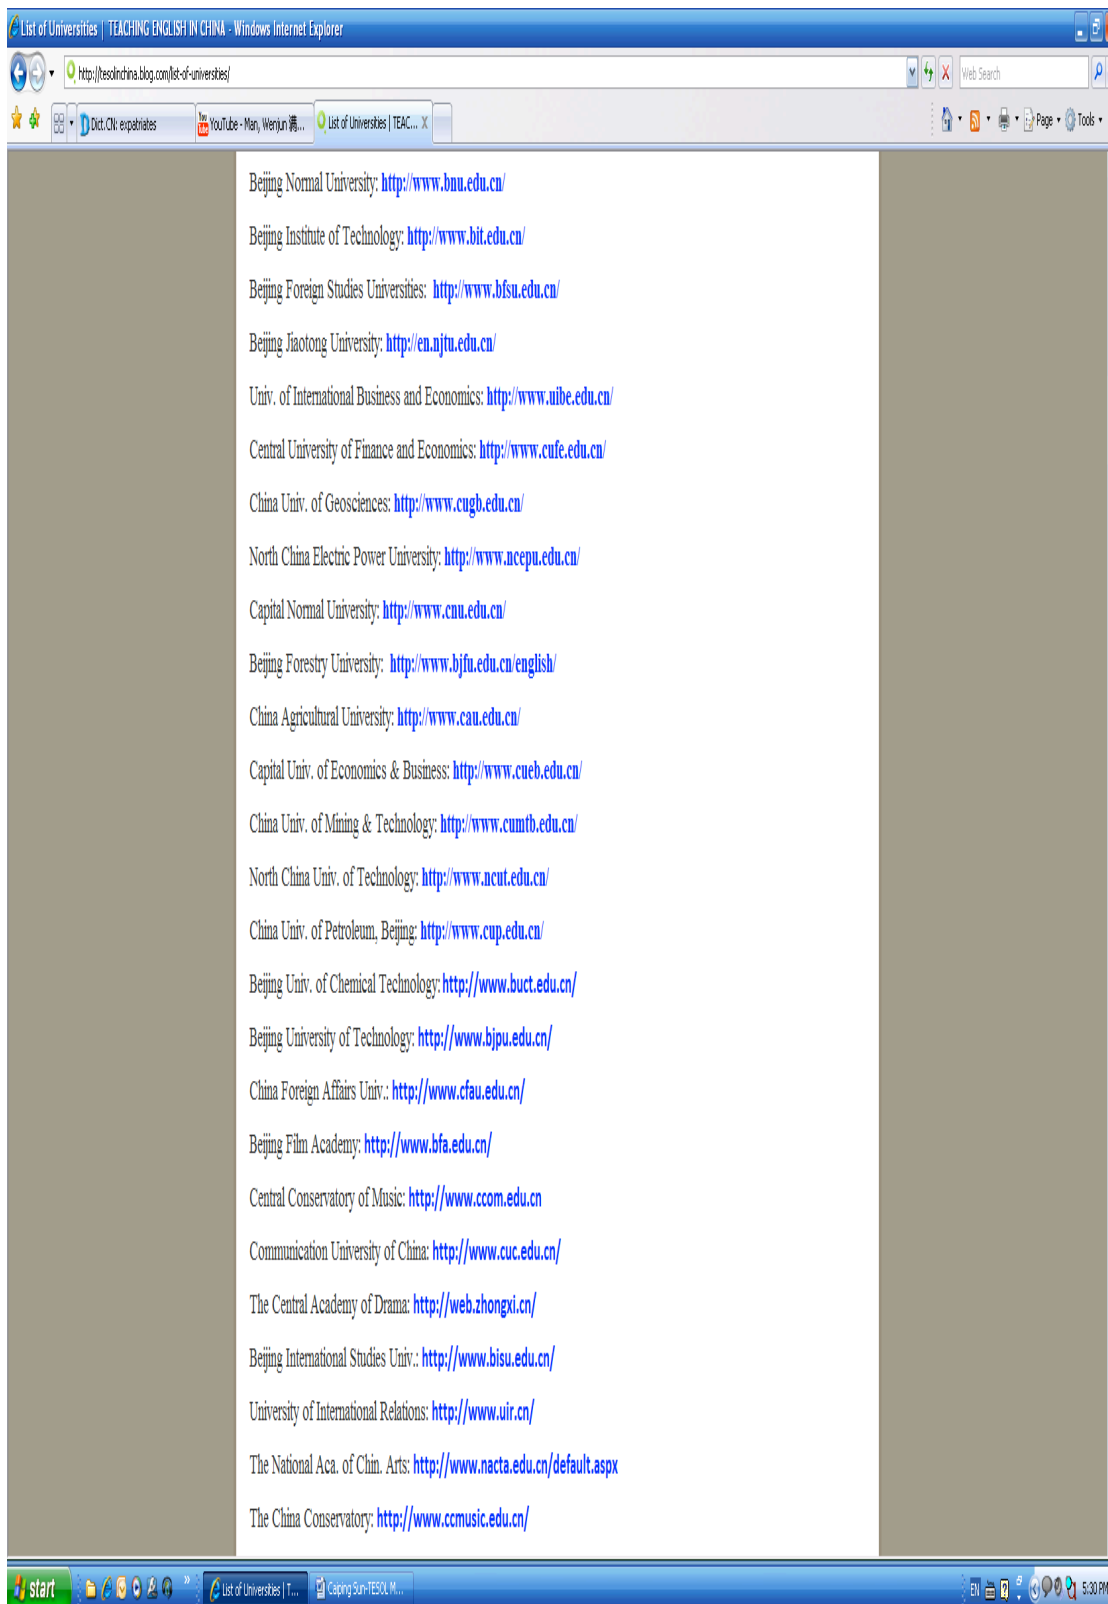 List of Universities | TEACHING ENGLISH IN CHINA - Windows Internet Explorer
http://tesolinchina.blog.com/list-of-universities/
Web Search
Dict.CN: expatriates
YouTube - Man, Wenjun 满...
List of Universities | TEAC... X
Page
Tools
Beijing Normal University: http://www.bnu.edu.cn/
Beijing Institute of Technology: http://www.bit.edu.cn/
Beijing Foreign Studies Universities: http://www.bfsu.edu.cn/
Beijing Jiaotong University: http://en.njtu.edu.cn/
Univ. of International Business and Economics: http://www.uibe.edu.cn/
Central University of Finance and Economics: http://www.cufe.edu.cn/
China Univ. of Geosciences: http://www.cugb.edu.cn/
North China Electric Power University: http://www.ncepu.edu.cn/
Capital Normal University: http://www.cnu.edu.cn/
Beijing Forestry University: http://www.bjfu.edu.cn/english/
China Agricultural University: http://www.cau.edu.cn/
Capital Univ. of Economics & Business: http://www.cueb.edu.cn/
China Univ. of Mining & Technology: http://www.cumtb.edu.cn/
North China Univ. of Technology: http://www.ncut.edu.cn/
China Univ. of Petroleum, Beijing: http://www.cup.edu.cn/
Beijing Univ. of Chemical Technology: http://www.buct.edu.cn/
Beijing University of Technology: http://www.bjpu.edu.cn/
China Foreign Affairs Univ.: http://www.cfau.edu.cn/
Beijing Film Academy: http://www.bfa.edu.cn/
Central Conservatory of Music: http://www.ccom.edu.cn
Communication University of China: http://www.cuc.edu.cn/
The Central Academy of Drama: http://web.zhongxi.cn/
Beijing International Studies Univ.: http://www.bisu.edu.cn/
University of International Relations: http://www.uir.cn/
The National Aca. of Chin. Arts: http://www.nacta.edu.cn/default.aspx
The China Conservatory: http://www.ccmusic.edu.cn/
start
List of Universities | T...
Caiping Sun-TESOL M...
EN
5:30 PM